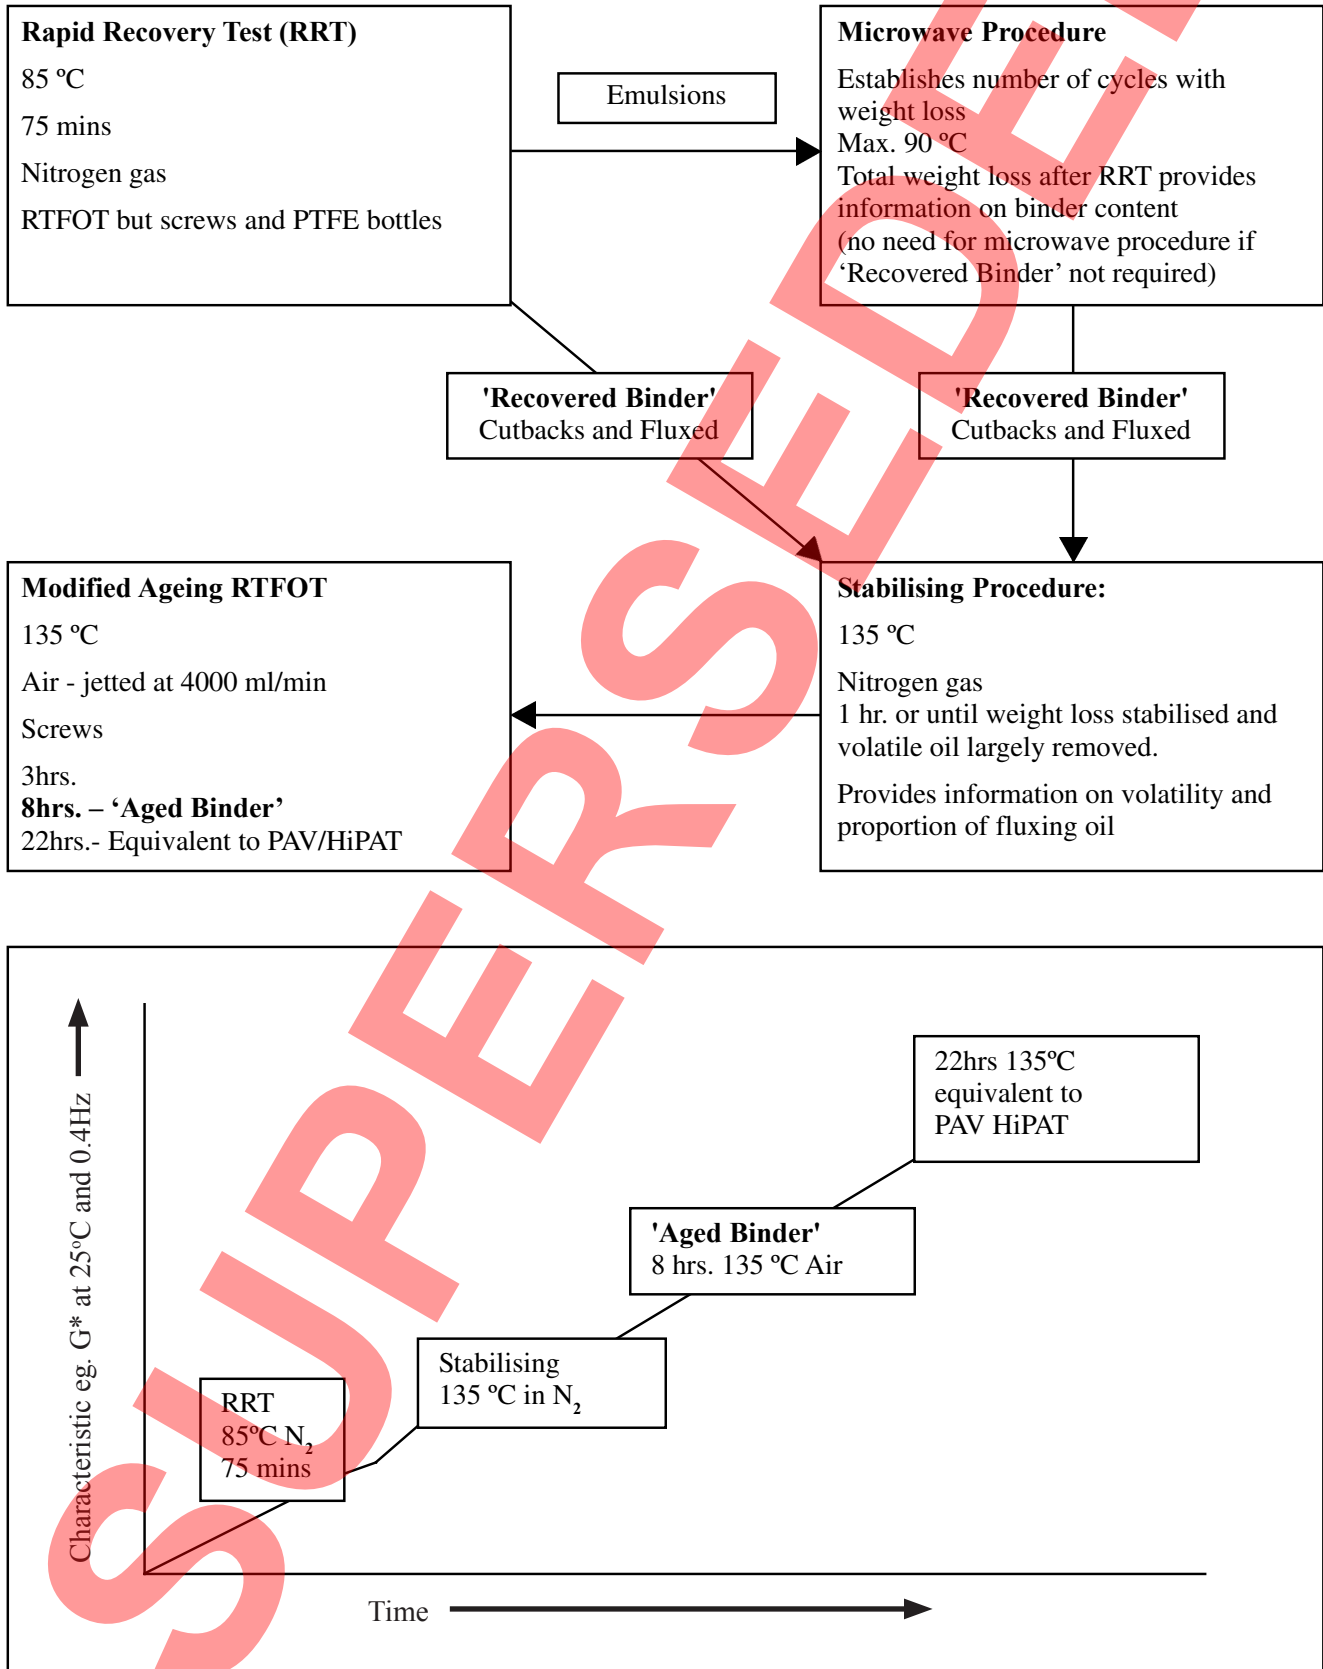 Rapid Recovery Test (RRT)
85 ºC
75 mins
Nitrogen gas
RTFOT but screws and PTFE bottles
Emulsions
Microwave Procedure
Establishes number of cycles with
weight loss
Max. 90 ºC
Total weight loss after RRT provides
information on binder content
(no need for microwave procedure if
‘Recovered Binder’ not required)
'Recovered Binder'
Cutbacks and Fluxed
'Recovered Binder'
Cutbacks and Fluxed
Modified Ageing RTFOT
135 ºC
Air - jetted at 4000 ml/min
Screws
3hrs.
8hrs. – ‘Aged Binder’
22hrs.- Equivalent to PAV/HiPAT
Stabilising Procedure:
135 ºC
Nitrogen gas
1 hr. or until weight loss stabilised and
volatile oil largely removed.
Provides information on volatility and
proportion of fluxing oil
Characteristic eg. G* at 25ºC and 0.4Hz
22hrs 135ºC
equivalent to
PAV HiPAT
'Aged Binder'
8 hrs. 135 ºC Air
Stabilising
135 ºC in N₂
RRT
85ºC N₂
75 mins
Time
SUPERSEDED